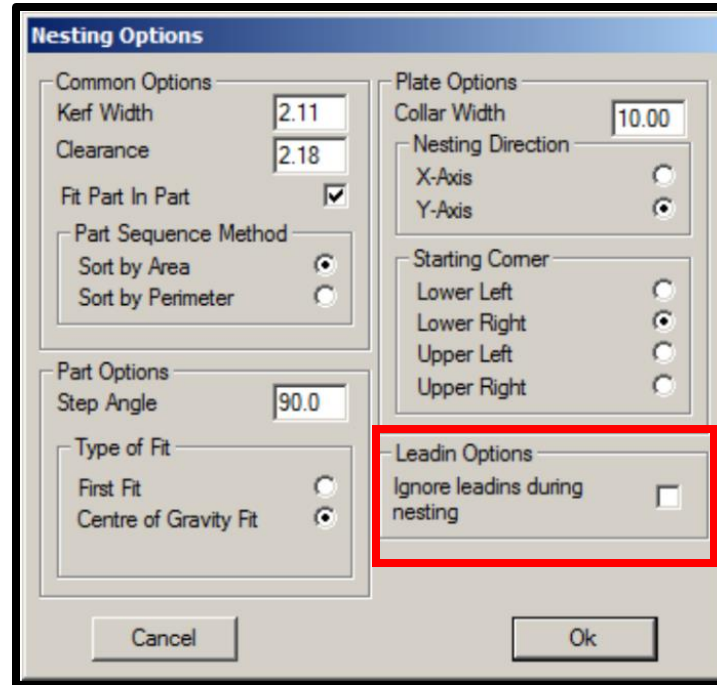 Nesting Options
Common Options
Kerf Width 2.11
Clearance 2.18
Fit Part In Part
Part Sequence Method
Sort by Area
Sort by Perimeter
Part Options
Step Angle 90.0
Type of Fit
First Fit
Centre of Gravity Fit
Plate Options
Collar Width 10.00
Nesting Direction
X-Axis
Y-Axis
Starting Corner
Lower Left
Lower Right
Upper Left
Upper Right
Leadin Options
Ignore leadins during
nesting
Cancel
Ok